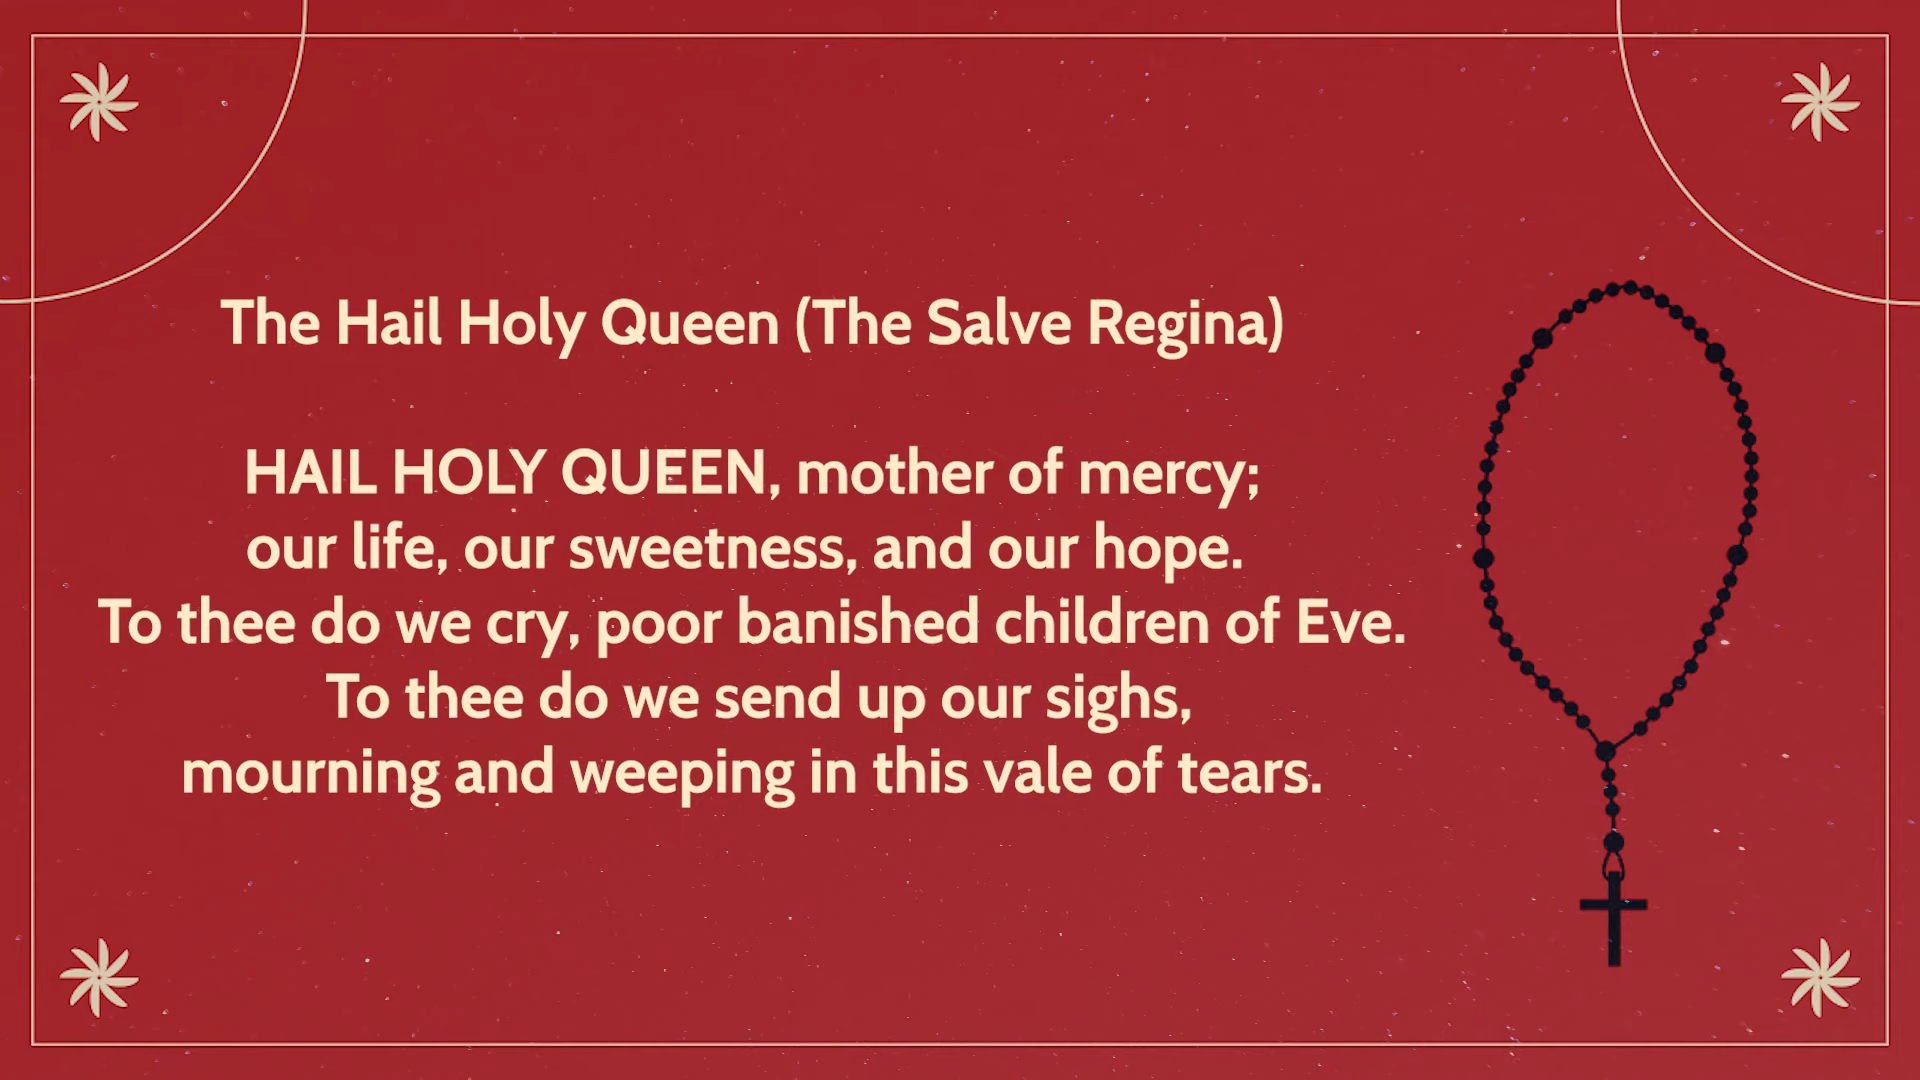 The Hail Holy Queen (The Salve Regina)
HAIL HOLY QUEEN, mother of mercy;
our life, our sweetness, and our hope.
To thee do we cry, poor banished children of Eve.
To thee do we send up our sighs,
mourning and weeping in this vale of tears.